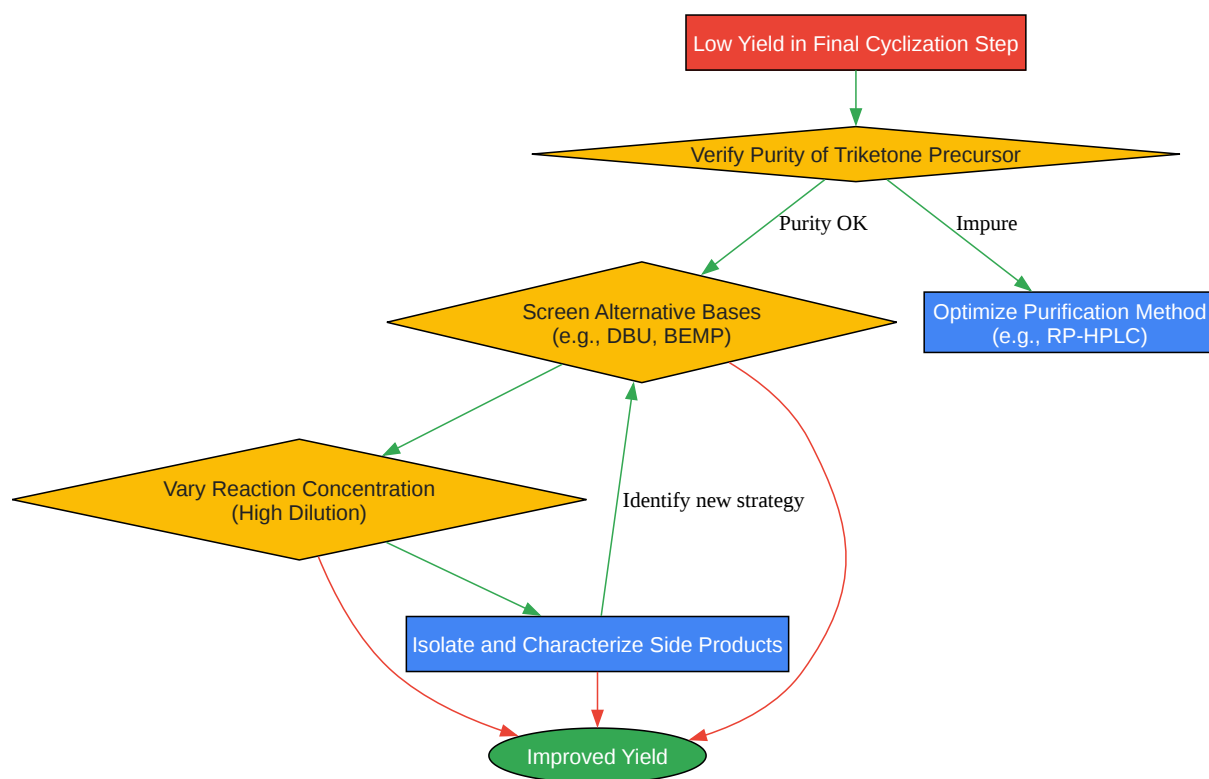 Low Yield in Final Cyclization Step
Verify Purity of Triketone Precursor
Purity OK
Impure
Screen Alternative Bases
(e.g., DBU, BEMP)
Optimize Purification Method
(e.g., RP-HPLC)
Vary Reaction Concentration
(High Dilution)
Identify new strategy
Isolate and Characterize Side Products
Improved Yield